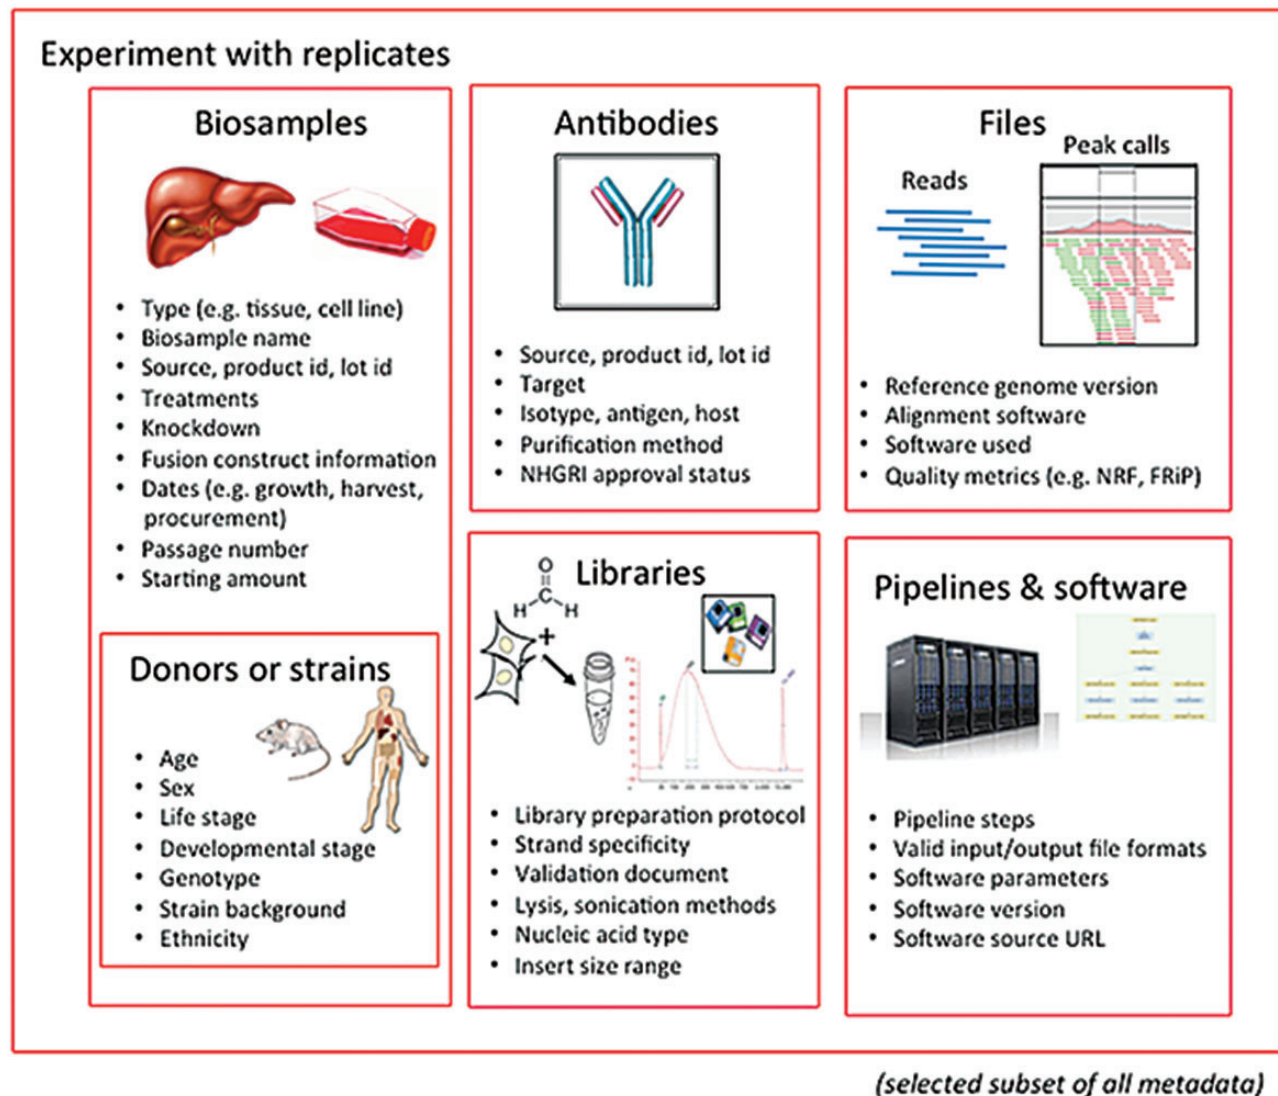 Experiment with replicates
Biosamples
• Type (e.g. tissue, cell line)
• Biosample name
• Source, product id, lot id
• Treatments
• Knockdown
• Fusion construct information
• Dates (e.g. growth, harvest,
procurement)
• Passage number
• Starting amount
Donors or strains
• Age
• Sex
• Life stage
• Developmental stage
• Genotype
• Strain background
• Ethnicity
Antibodies
• Source, product id, lot id
• Target
• Isotype, antigen, host
• Purification method
• NHGRI approval status
Libraries
O
H C H
+
• Library preparation protocol
• Strand specificity
• Validation document
• Lysis, sonication methods
• Nucleic acid type
• Insert size range
Files
Peak calls
Reads
• Reference genome version
• Alignment software
• Software used
• Quality metrics (e.g. NRF, FRiP)
Pipelines & software
• Pipeline steps
• Valid input/output file formats
• Software parameters
• Software version
• Software source URL
(selected subset of all metadata)